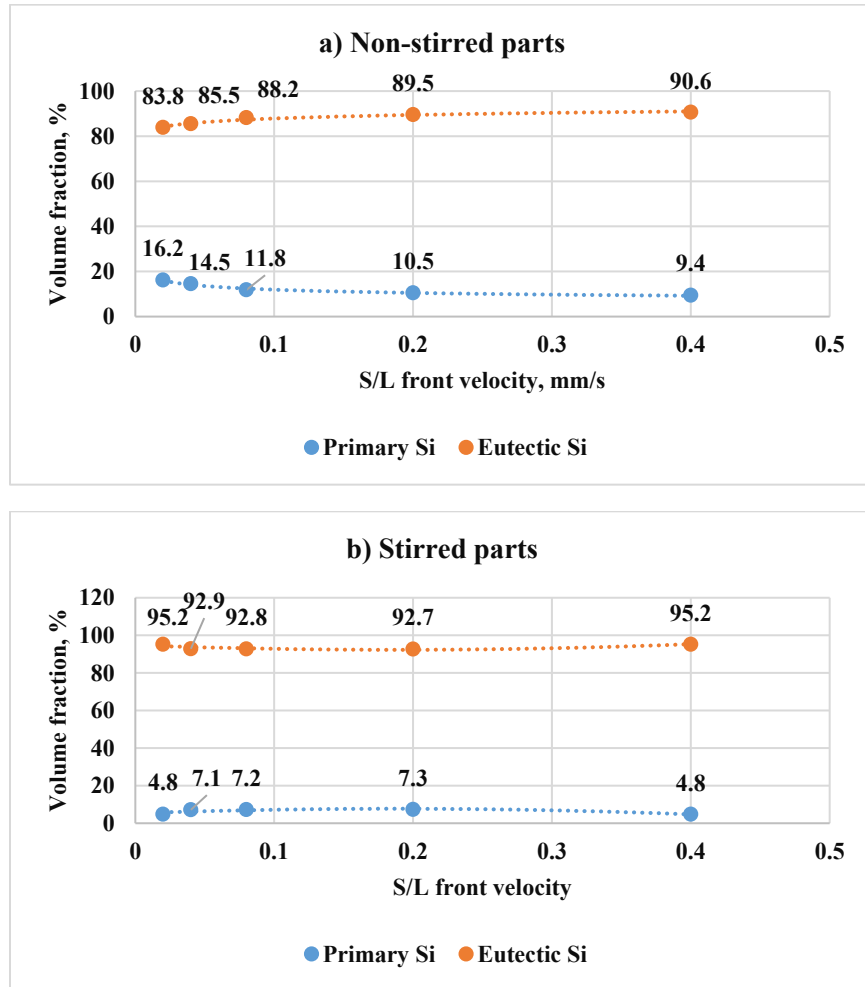 a) Non-stirred parts
83.8 85.5 88.2 89.5 90.6
100
80
60
40
20
0
Volume fraction, %
16.2 14.5 11.8 10.5 9.4
0 0.1 0.2 0.3 0.4 0.5
S/L front velocity, mm/s
Primary Si Eutectic Si
b) Stirred parts
120
100
80
60
40
20
0
Volume fraction, %
95.2 92.9 92.8 92.7 95.2
4.8 7.1 7.2 7.3 4.8
0 0.1 0.2 0.3 0.4 0.5
S/L front velocity
Primary Si Eutectic Si